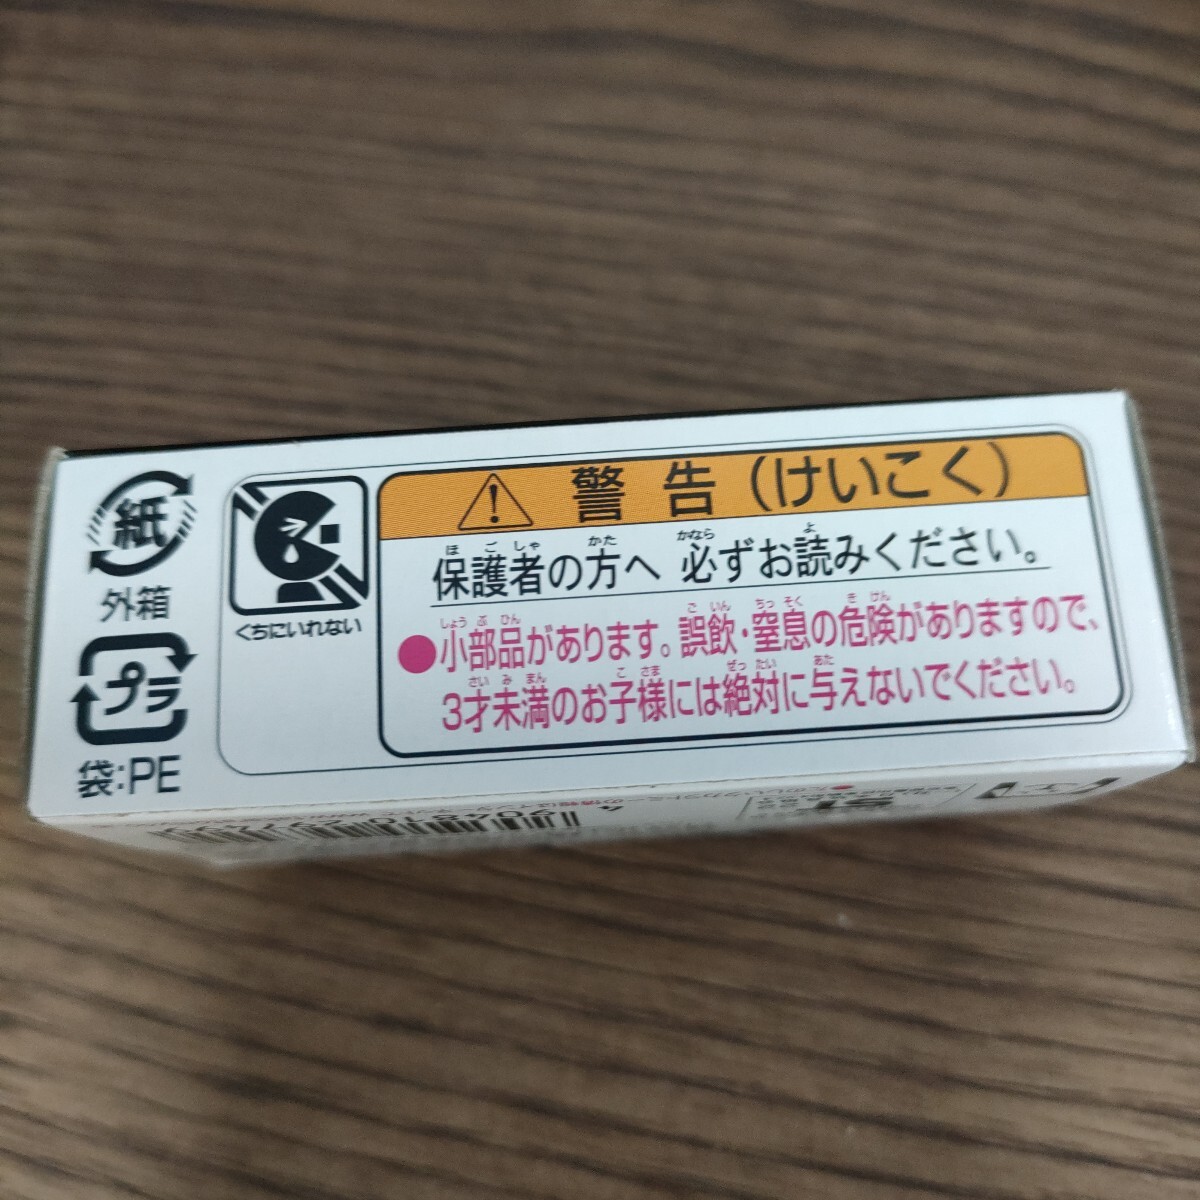 紙
外箱
プラ
袋:PE
くちにいれない
警告(けいこく)
保護者の方へ 必ずお読みください。
●小部品があります。誤飲・窒息の危険がありますので、
3才未満のお子様には絶対に与えないでください。
ST